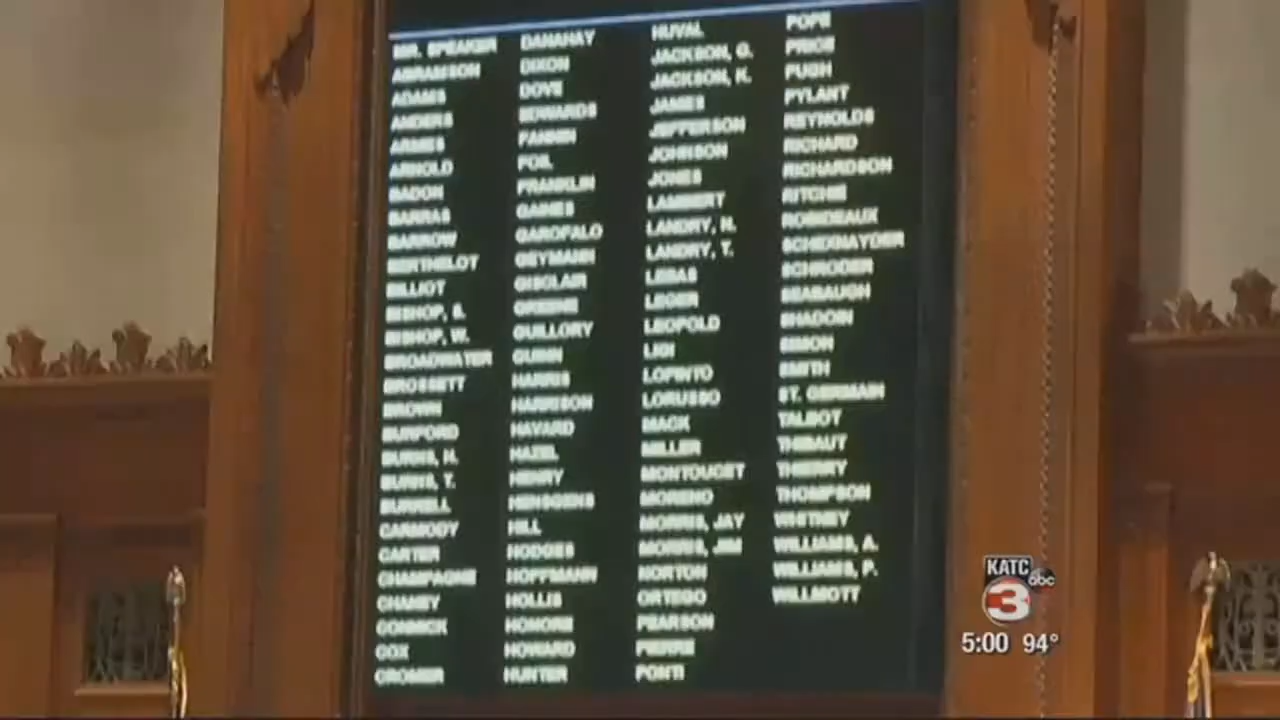 MR. SPEAKER
ABRAMSON
ADAMS
ANDERS
ARMES
ARNOLD
BADON
BARRAS
BARROW
BERTHELOT
BILLIOT
BISHOP, S.
BISHOP, W.
BROADWATER
BROSSETT
BROWN
BURFORD
BURNS, H.
BURNS, T.
BURRELL
CARMODY
CARTER
CHAMPAGNE
CHANEY
CONNICK
COX
CROMER
DANAHAY
DIXON
DOVE
EDWARDS
FANNIN
FOIL
FRANKLIN
GAINES
GAROFALO
GEYMANN
GISCLAIR
GREENE
GUILLORY
GUINN
HARRIS
HARRISON
HAVARD
HAZEL
HENRY
HENSGENS
HILL
HODGES
HOFFMANN
HOLLIS
HONORE
HOWARD
HUNTER
HUVAL
JACKSON, G.
JACKSON, K.
JAMES
JEFFERSON
JOHNSON
JONES
LAMBERT
LANDRY, N.
LANDRY, T.
LEBAS
LEGER
LEOPOLD
LIGI
LOPINTO
LORUSSO
MACK
MILLER
MONTOUCET
MORENO
MORRIS, JAY
MORRIS, JIM
NORTON
ORTEGO
PEARSON
PIERRE
PONTI
POPE
PRICE
PUGH
PYLANT
REYNOLDS
RICHARD
RICHARDSON
RITCHIE
ROBIDEAUX
SCHEXNAYDER
SCHRODER
SEABAUGH
SHADOIN
SIMON
SMITH
ST. GERMAIN
TALBOT
THIBAUT
THIERRY
THOMPSON
WHITNEY
WILLIAMS, A.
WILLIAMS, P.
WILLMOTT
KATC
abc
3
5:00 94°